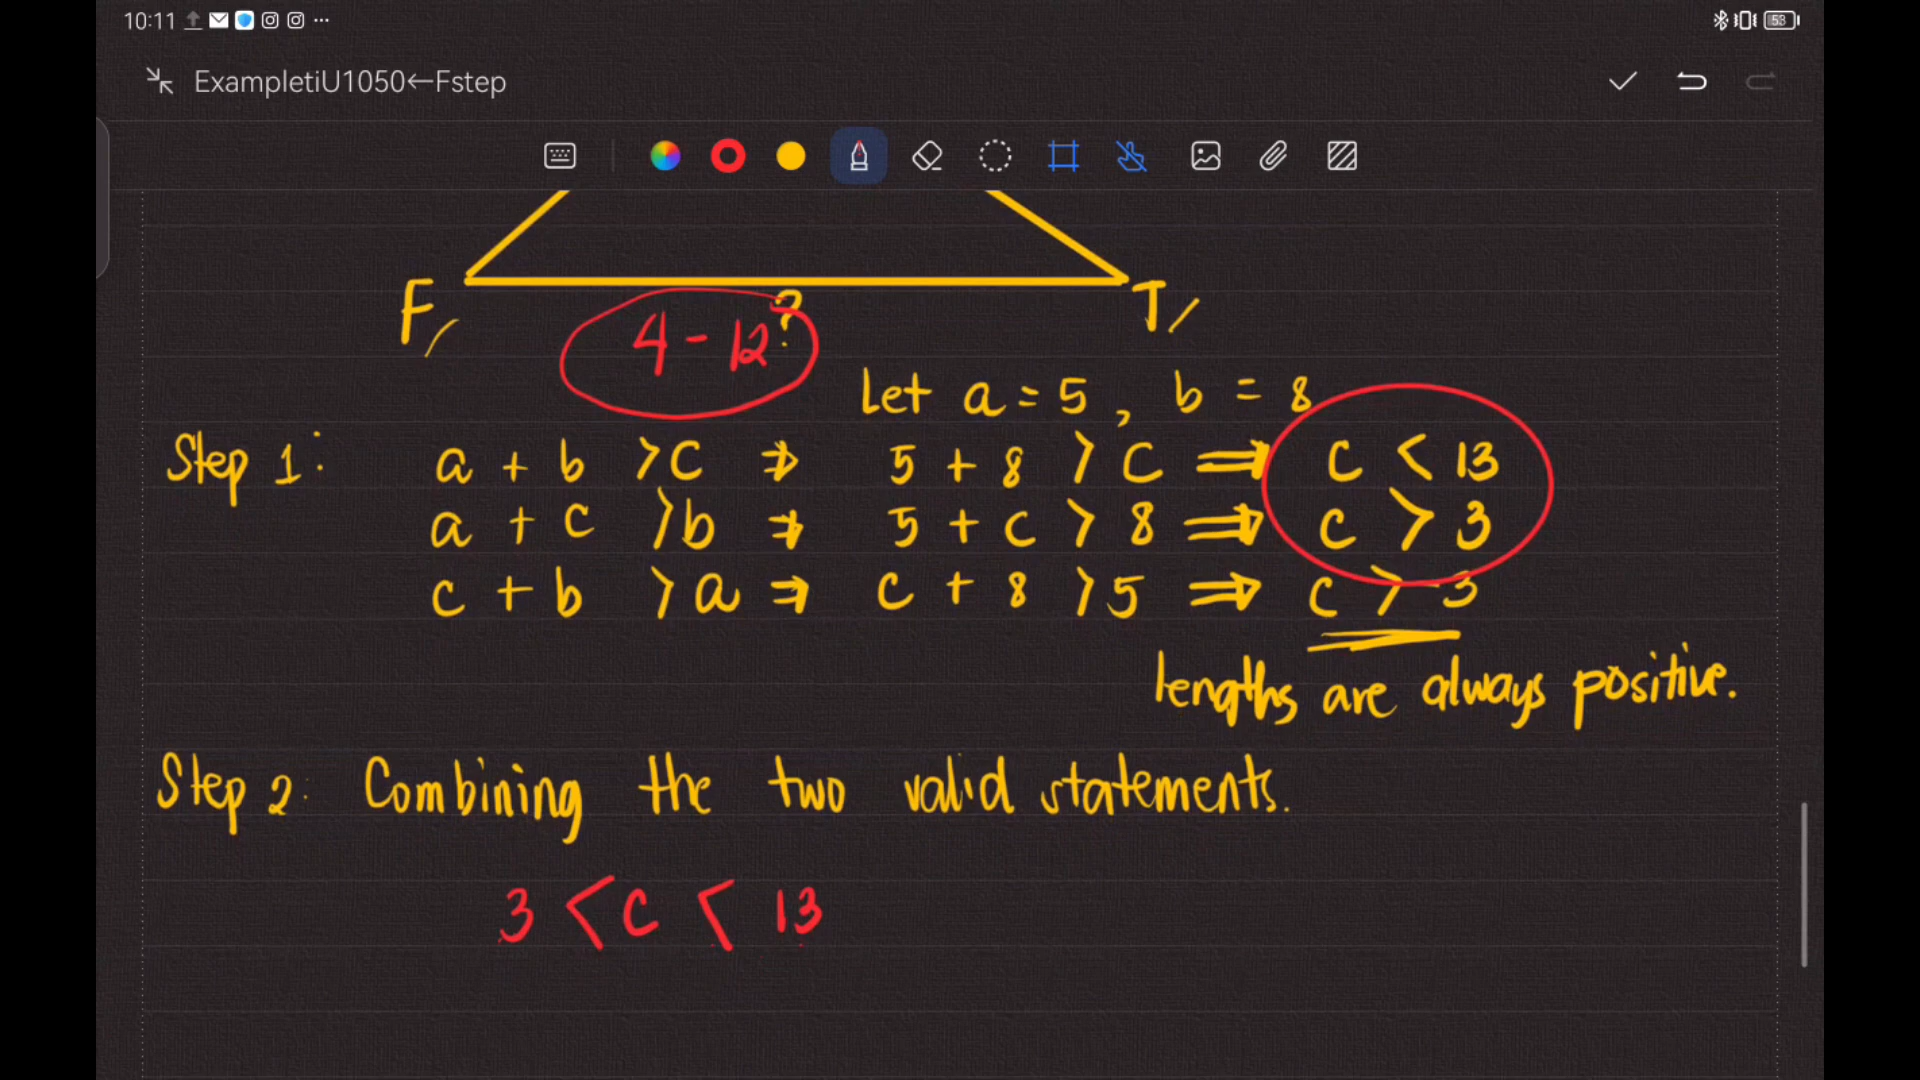 10:11 ... 53
ExampletiU1050←Fstep
F, T,
?
4 - 12
Let a = 5 , b = 8
Step 1: a + b > c ⇒ 5 + 8 > c ⇒ c < 13
a + c > b ⇒ 5 + c > 8 ⇒ c > 3
c + b > a ⇒ c + 8 > 5 ⇒ c > -3
lengths are always positive.
Step 2: Combining the two valid statements.
3 < c < 13